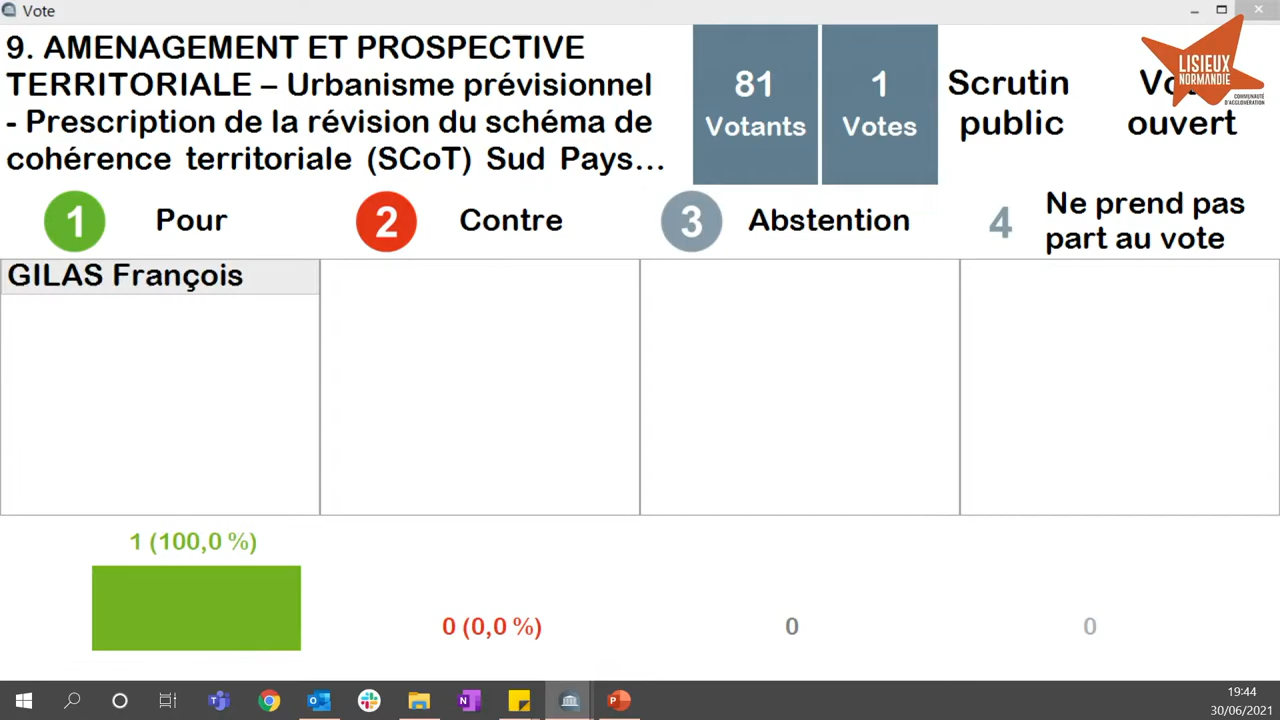 Vote
9. AMENAGEMENT ET PROSPECTIVE
TERRITORIALE – Urbanisme prévisionnel
- Prescription de la révision du schéma de
cohérence territoriale (SCoT) Sud Pays...
81
Votants
1
Votes
Scrutin
public
ouvert
LISIEUX
NORMANDIE
COMMUNAUTÉ
D'AGGLOMÉRATION
1 Pour
2 Contre
3 Abstention
4 Ne prend pas
part au vote
GILAS François
1 (100,0 %)
0 (0,0 %)
0
0
19:44
30/06/2021